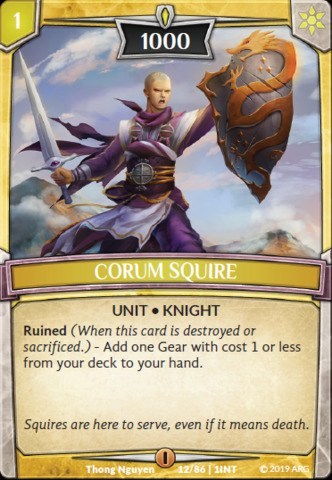 1
1000
CORUM SQUIRE
UNIT • KNIGHT
Ruined (When this card is destroyed or
sacrificed.) - Add one Gear with cost 1 or less
from your deck to your hand.
Squires are here to serve, even if it means death.
I
Thong Nguyen 12/86 | 1INT © 2019 ARG